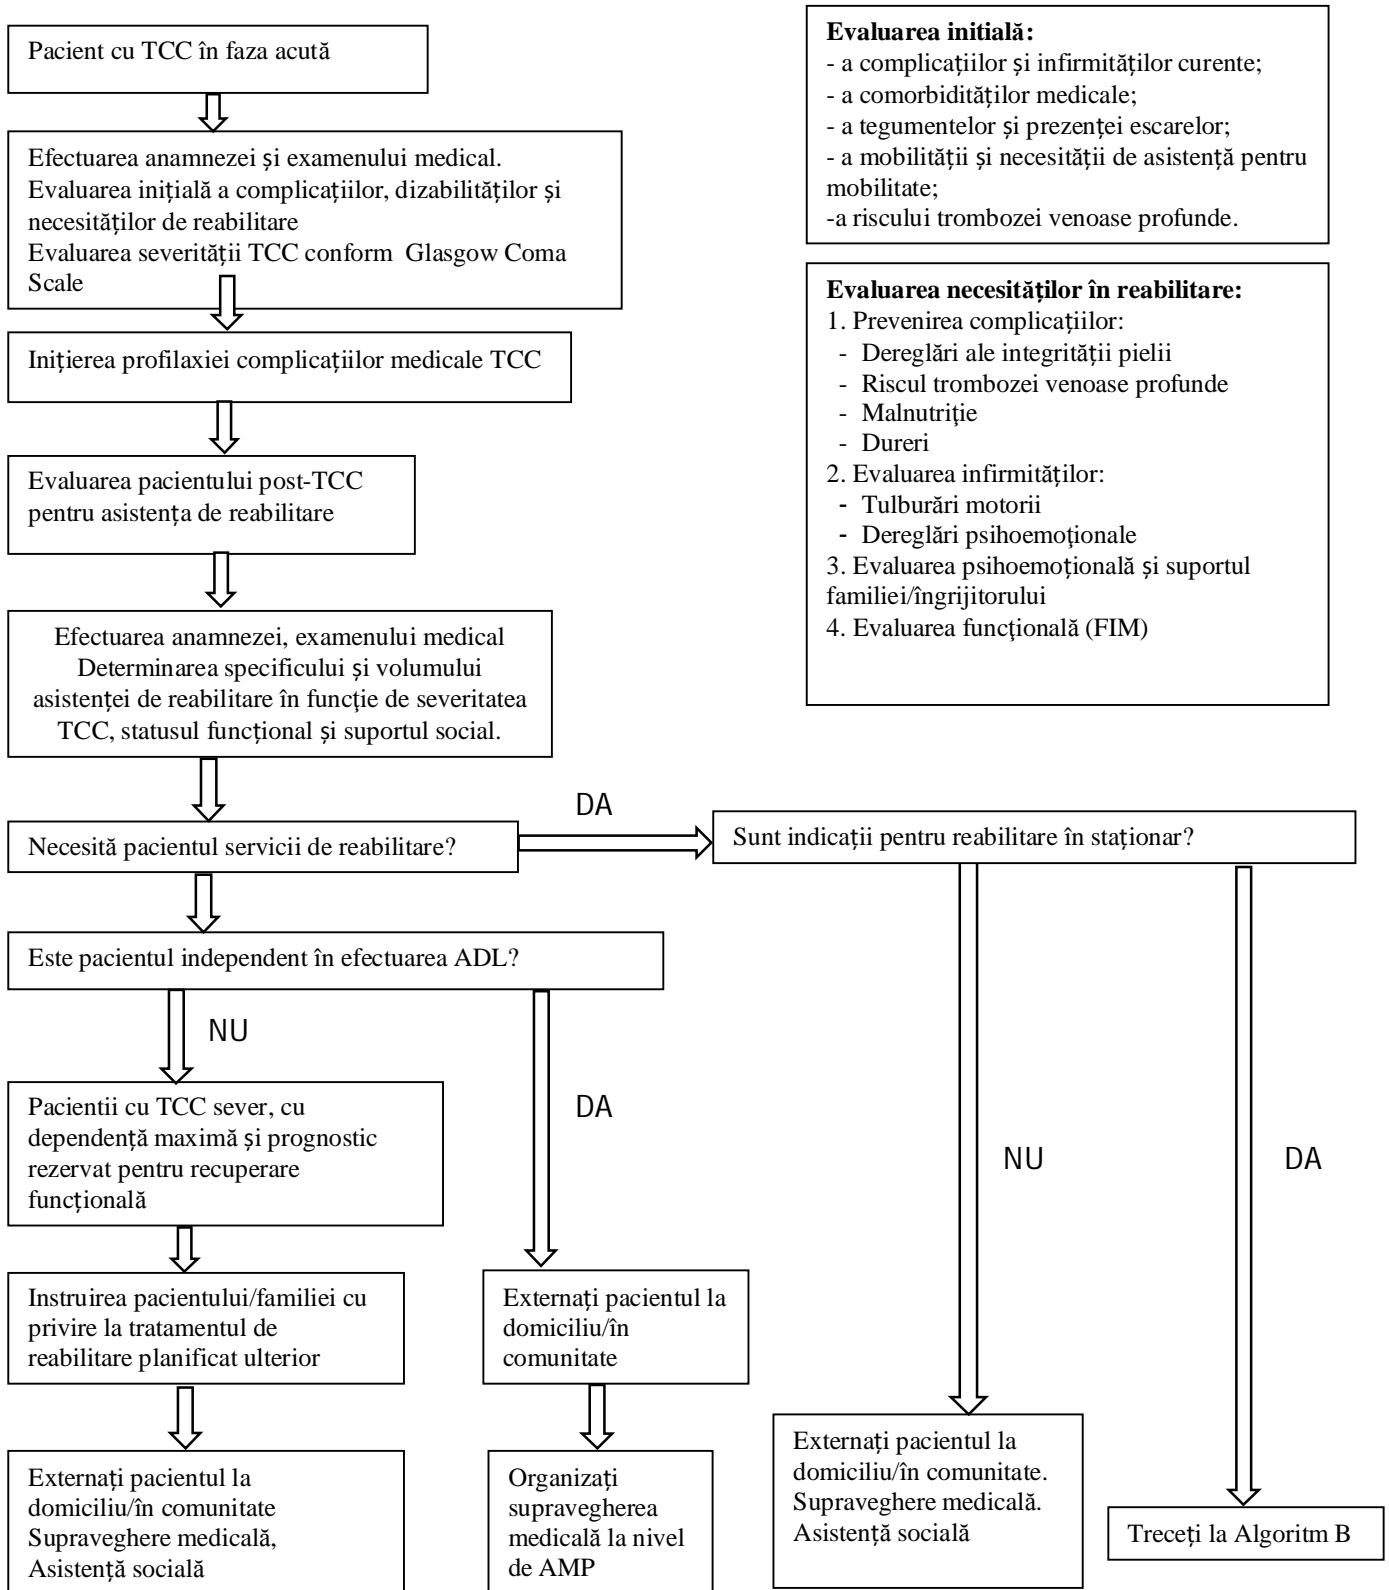 Pacient cu TCC în faza acută
Efectuarea anamnezei și examenului medical.
Evaluarea inițială a complicațiilor, dizabilităților și
necesităților de reabilitare
Evaluarea severității TCC conform  Glasgow Coma
Scale
Inițierea profilaxiei complicațiilor medicale TCC
Evaluarea pacientului post-TCC
pentru asistența de reabilitare
Efectuarea anamnezei, examenului medical
Determinarea specificului și volumului
asistenței de reabilitare în funcție de severitatea
TCC, statusul funcțional și suportul social.
Evaluarea initială:
- a complicațiilor și infirmităților curente;
- a comorbidităților medicale;
- a tegumentelor și prezenței escarelor;
- a mobilității și necesității de asistență pentru
mobilitate;
-a riscului trombozei venoase profunde.
Evaluarea necesităților în reabilitare:
1. Prevenirea complicațiilor:
- Dereglări ale integrității pielii
- Riscul trombozei venoase profunde
- Malnutriție
- Dureri
2. Evaluarea infirmităților:
- Tulburări motorii
- Dereglări psihoemoționale
3. Evaluarea psihoemoțională și suportul
familiei/îngrijitorului
4. Evaluarea funcțională (FIM)
Necesită pacientul servicii de reabilitare?
DA
Sunt indicații pentru reabilitare în staționar?
Este pacientul independent în efectuarea ADL?
NU
DA
NU
DA
Pacientii cu TCC sever, cu
dependență maximă și prognostic
rezervat pentru recuperare
funcțională
Instruirea pacientului/familiei cu
privire la tratamentul de
reabilitare planificat ulterior
Externați pacientul la
domiciliu/în comunitate
Supraveghere medicală,
Asistență socială
Externați pacientul la
domiciliu/în
comunitate
Organizați
supravegherea
medicală la nivel
de AMP
Externați pacientul la
domiciliu/în comunitate.
Supraveghere medicală.
Asistență socială
Treceți la Algoritm B